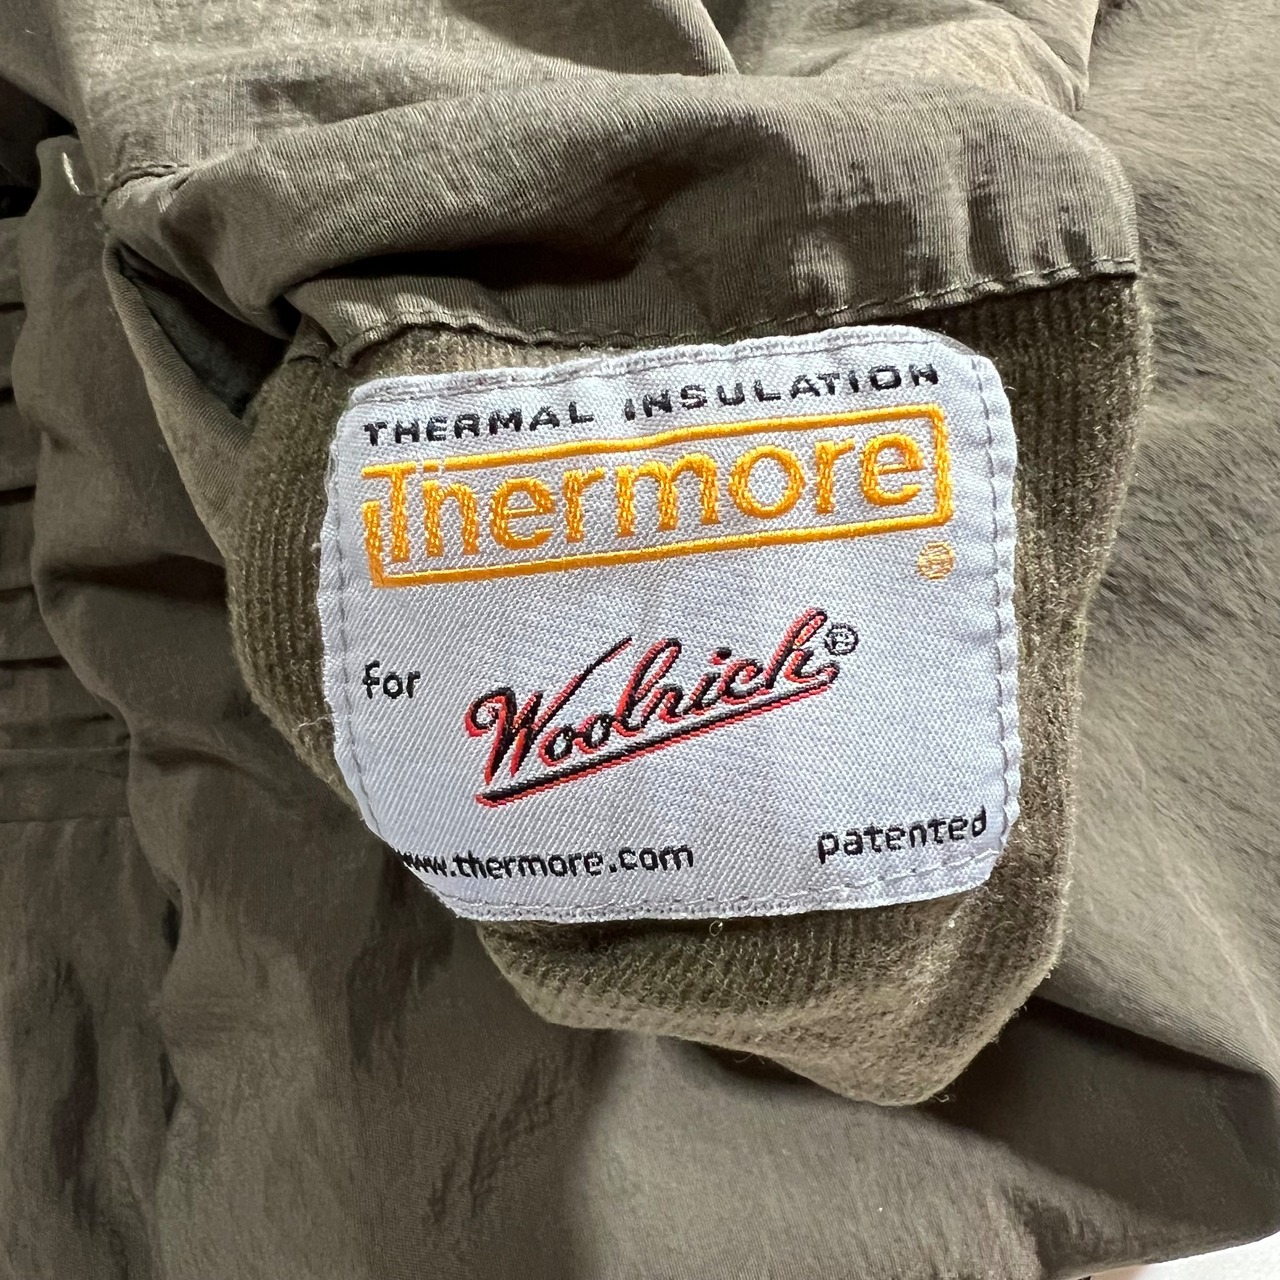 THERMAL INSULATION
Thermore
®
for Woolrich®
www.thermore.com patented